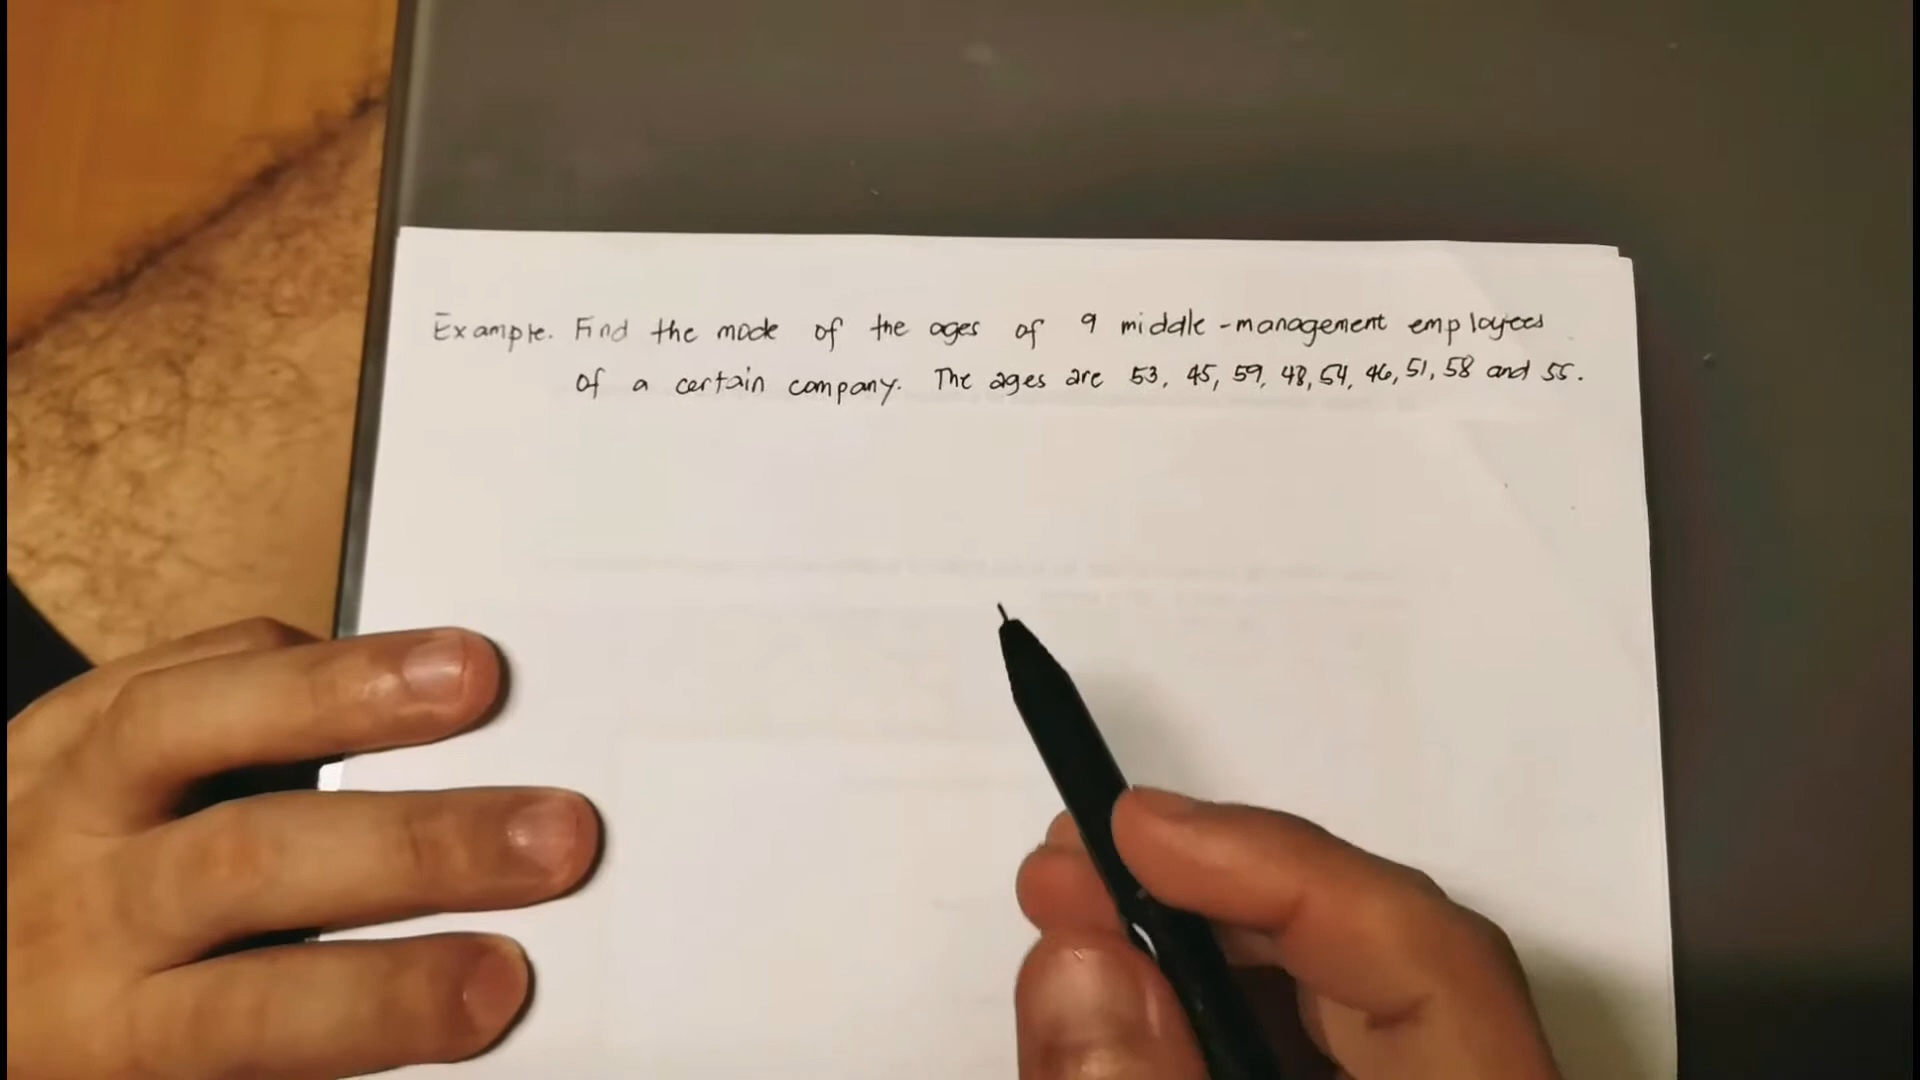 Example. Find the mode of the ages of 9 middle-management employees
of a certain company. The ages are 53, 45, 59, 48, 54, 46, 51, 58 and 55.